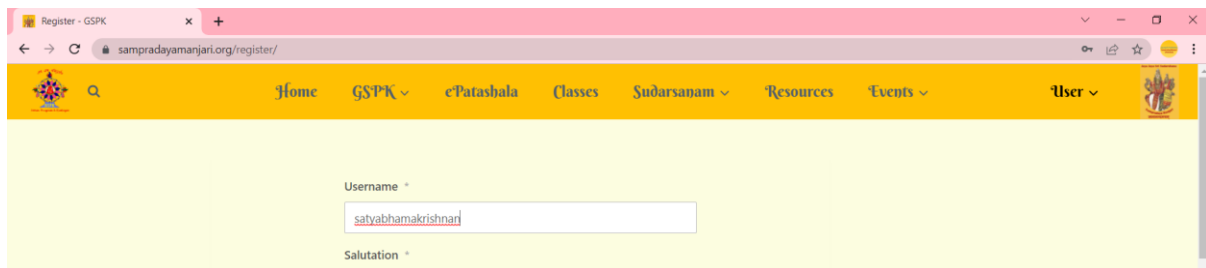 Register - GSPK
sampradayamanjari.org/register/
Home GSPK ePatashala Classes Sudarsanam Resources Events User
Username *
satyabhamakrishnan
Salutation *